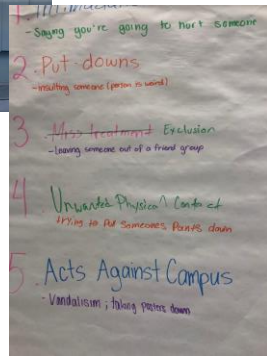 1.
- Saying you're going to hurt someone
2. Put downs
- insulting someone (person is weird)
3 Miss treatment Exclusion
- Leaving someone out of a friend group
4. Unwanted Physical Contact
trying to put someones Pants down
5. Acts Against Campus
- Vandalisim ; taking posters down